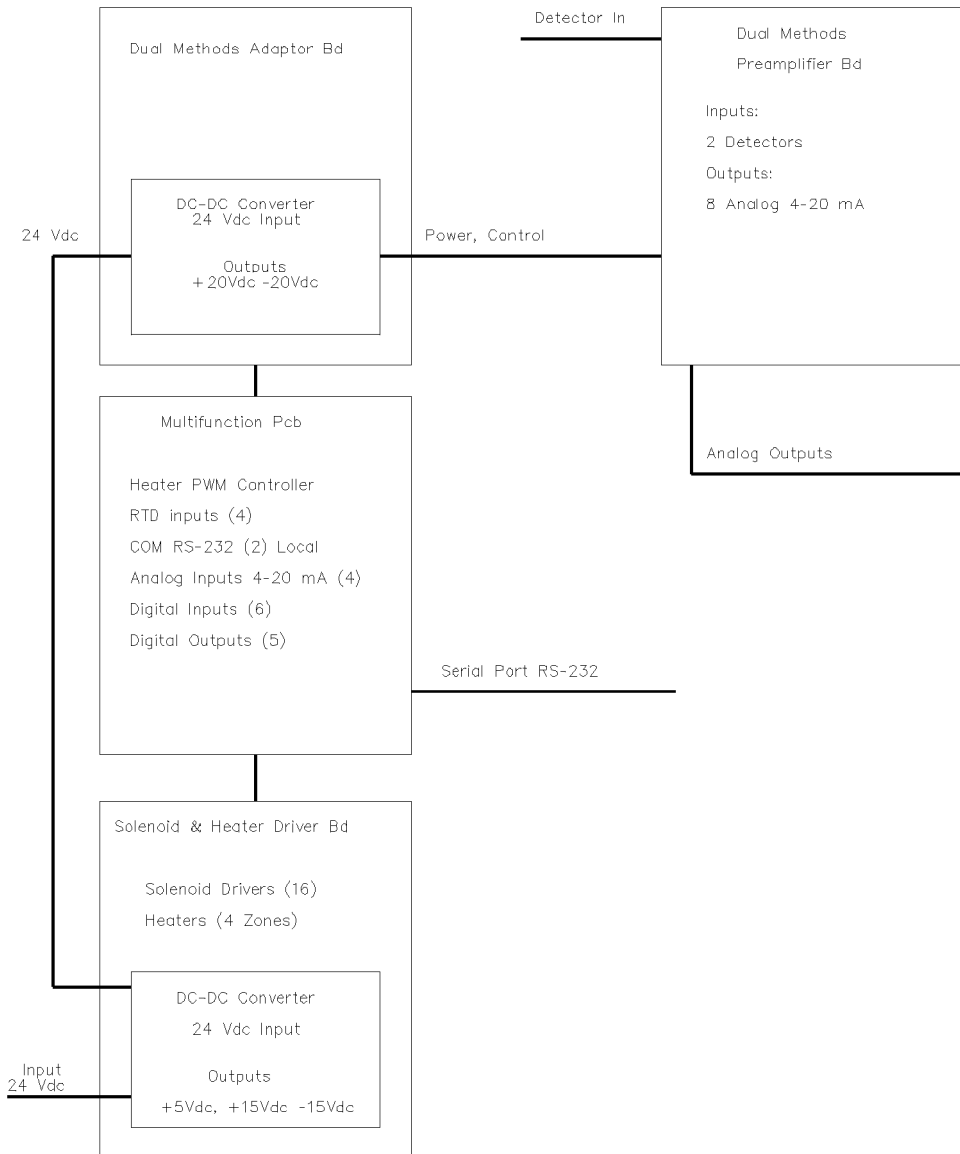 Detector In
Dual Methods Adaptor Bd
Dual Methods
Preamplifier Bd
Inputs:
2 Detectors
Outputs:
8 Analog 4-20 mA
DC-DC Converter
24 Vdc Input
Outputs
+20Vdc -20Vdc
24 Vdc
Power, Control
Multifunction Pcb
Heater PWM Controller
RTD inputs (4)
COM RS-232 (2) Local
Analog Inputs 4-20 mA (4)
Digital Inputs (6)
Digital Outputs (5)
Analog Outputs
Serial Port RS-232
Solenoid & Heater Driver Bd
Solenoid Drivers (16)
Heaters (4 Zones)
DC-DC Converter
24 Vdc Input
Outputs
+5Vdc, +15Vdc -15Vdc
Input
24 Vdc